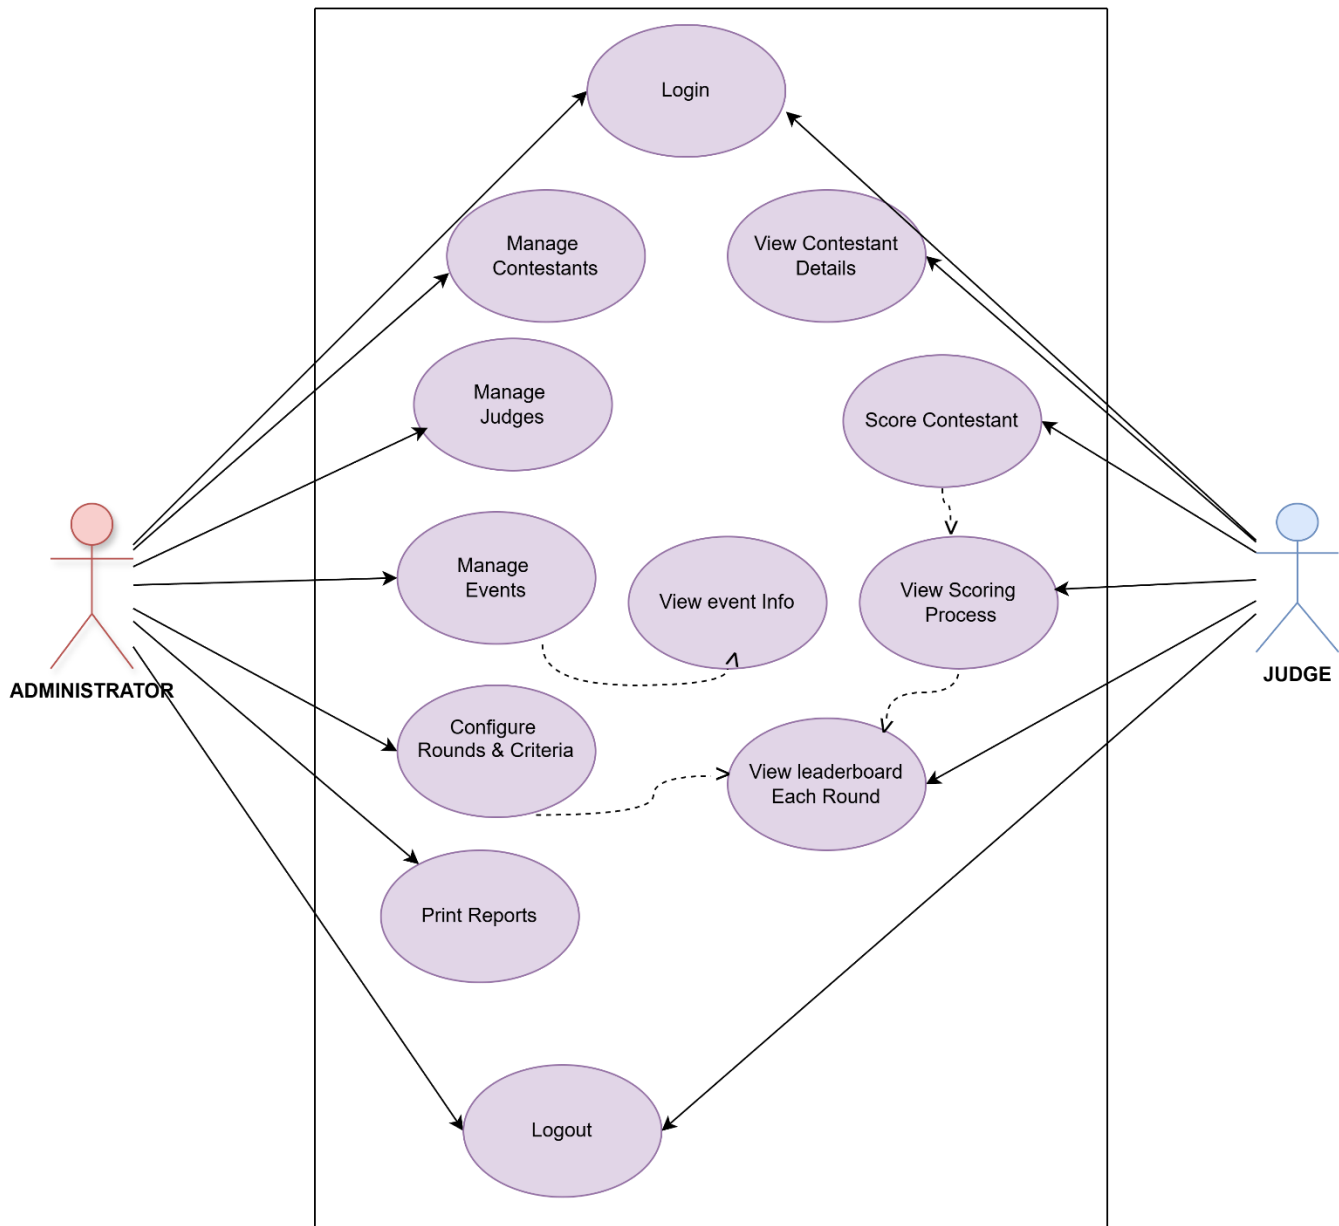 Login
Manage
Contestants
View Contestant
Details
Manage
Judges
Score Contestant
Manage
Events
View event Info
View Scoring
Process
ADMINISTRATOR
JUDGE
Configure
Rounds & Criteria
View leaderboard
Each Round
Print Reports
Logout